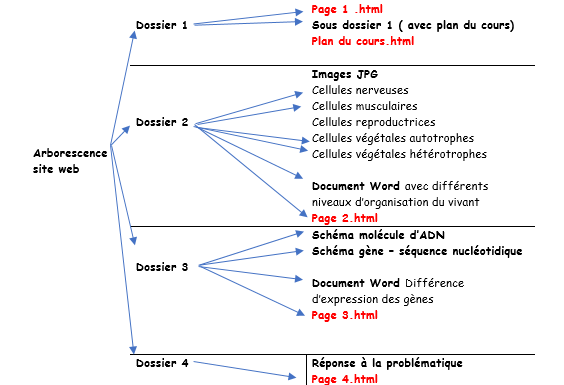 Page 1 .html
Dossier 1
Sous dossier 1 ( avec plan du cours)
Plan du cours.html
Images JPG
Cellules nerveuses
Cellules musculaires
Dossier 2
Cellules reproductrices
Cellules végétales autotrophes
Cellules végétales hétérotrophes
Arborescence
site web
Document Word avec différents
niveaux d’organisation du vivant
Page 2.html
Schéma molécule d’ADN
Schéma gène – séquence nucléotidique
Dossier 3
Document Word Différence
d’expression des gènes
Page 3.html
Dossier 4
Réponse à la problématique
Page 4.html